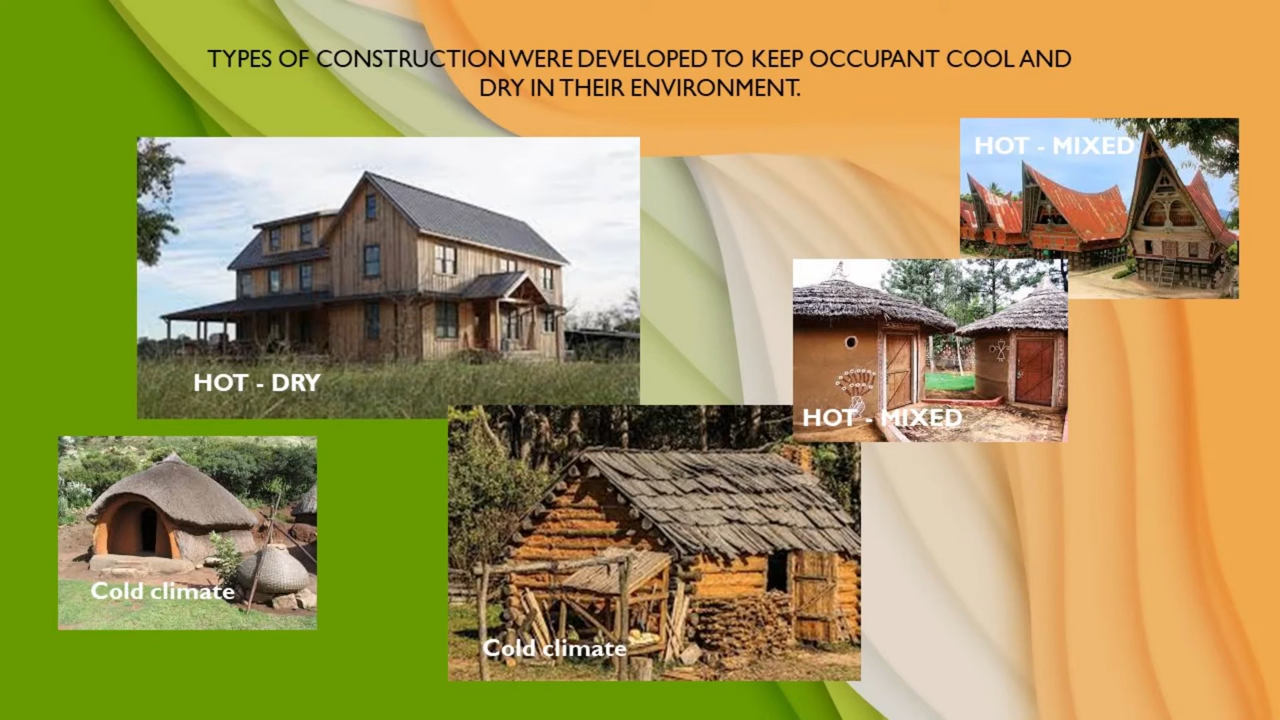 TYPES OF CONSTRUCTION WERE DEVELOPED TO KEEP OCCUPANT COOL AND
DRY IN THEIR ENVIRONMENT.
HOT - MIXED
HOT - DRY
HOT - MIXED
Cold climate
Cold climate